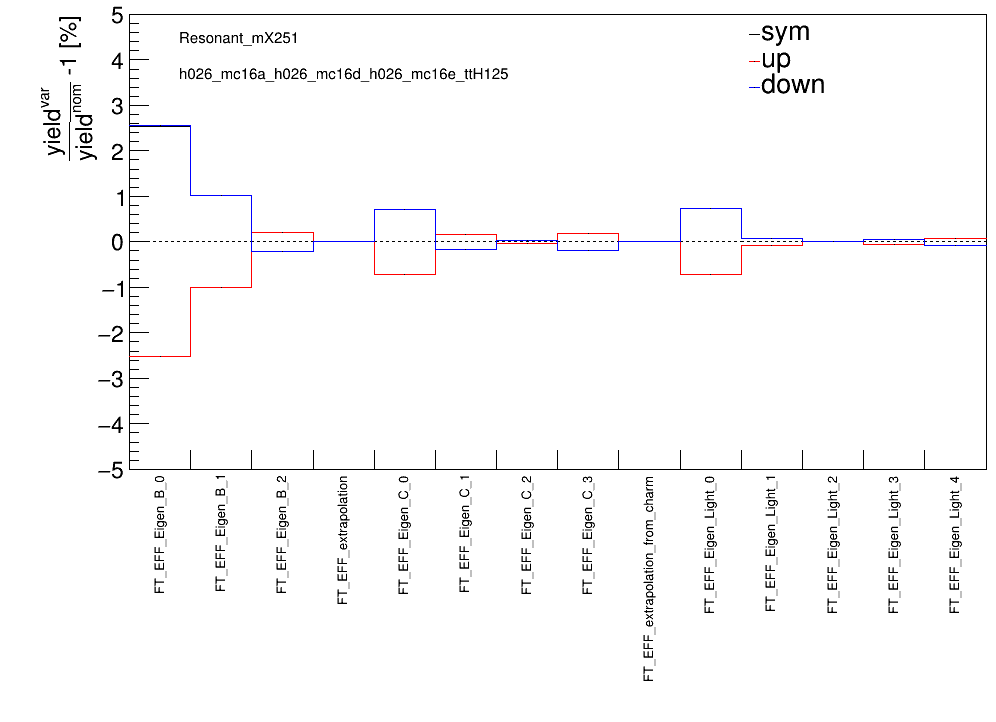 yield^var
yield^nom -1 [%]
5
4
3
2
1
0
−1
−2
−3
−4
−5
Resonant_mX251
h026_mc16a_h026_mc16d_h026_mc16e_ttH125
sym
up
down
FT_EFF_Eigen_B_0
FT_EFF_Eigen_B_1
FT_EFF_Eigen_B_2
FT_EFF_extrapolation
FT_EFF_Eigen_C_0
FT_EFF_Eigen_C_1
FT_EFF_Eigen_C_2
FT_EFF_Eigen_C_3
FT_EFF_extrapolation_from_charm
FT_EFF_Eigen_Light_0
FT_EFF_Eigen_Light_1
FT_EFF_Eigen_Light_2
FT_EFF_Eigen_Light_3
FT_EFF_Eigen_Light_4